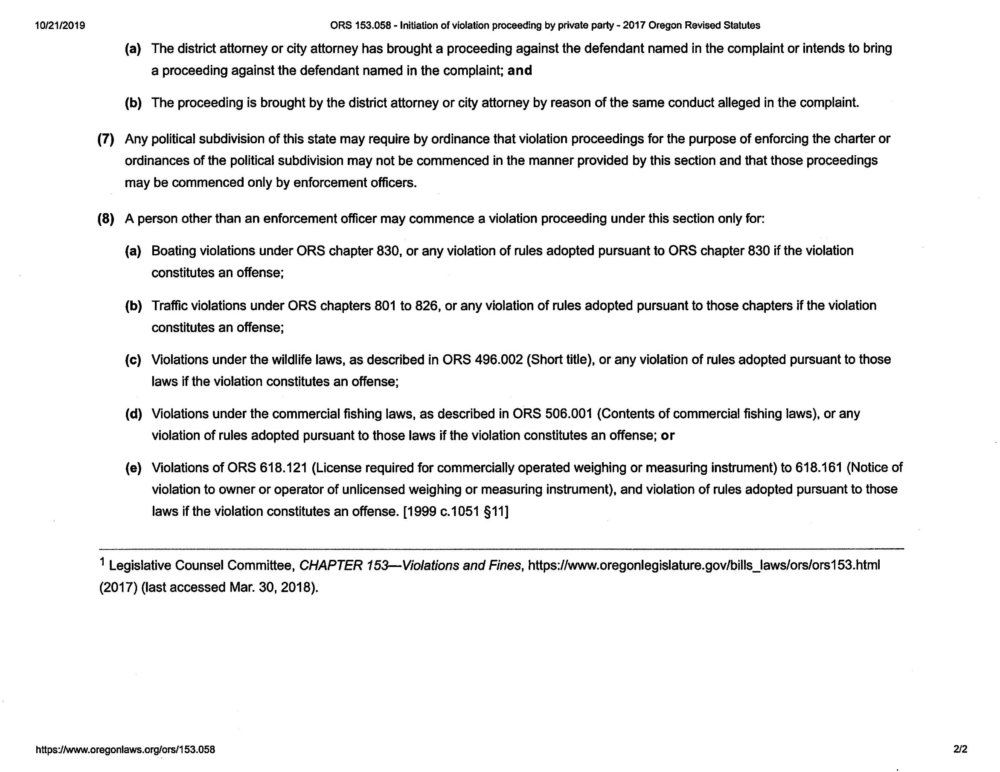 10/21/2019 ORS 153.058 - Initiation of violation proceeding by private party - 2017 Oregon Revised Statutes
(a) The district attorney or city attorney has brought a proceeding against the defendant named in the complaint or intends to bring
a proceeding against the defendant named in the complaint; and
(b) The proceeding is brought by the district attorney or city attorney by reason of the same conduct alleged in the complaint.
(7) Any political subdivision of this state may require by ordinance that violation proceedings for the purpose of enforcing the charter or
ordinances of the political subdivision may not be commenced in the manner provided by this section and that those proceedings
may be commenced only by enforcement officers.
(8) A person other than an enforcement officer may commence a violation proceeding under this section only for:
(a) Boating violations under ORS chapter 830, or any violation of rules adopted pursuant to ORS chapter 830 if the violation
constitutes an offense;
(b) Traffic violations under ORS chapters 801 to 826, or any violation of rules adopted pursuant to those chapters if the violation
constitutes an offense;
(c) Violations under the wildlife laws, as described in ORS 496.002 (Short title), or any violation of rules adopted pursuant to those
laws if the violation constitutes an offense;
(d) Violations under the commercial fishing laws, as described in ORS 506.001 (Contents of commercial fishing laws), or any
violation of rules adopted pursuant to those laws if the violation constitutes an offense; or
(e) Violations of ORS 618.121 (License required for commercially operated weighing or measuring instrument) to 618.161 (Notice of
violation to owner or operator of unlicensed weighing or measuring instrument), and violation of rules adopted pursuant to those
laws if the violation constitutes an offense. [1999 c.1051 §11]
1 Legislative Counsel Committee, CHAPTER 153—Violations and Fines, https://www.oregonlegislature.gov/bills_laws/ors/ors153.html
(2017) (last accessed Mar. 30, 2018).
https://www.oregonlaws.org/ors/153.058 2/2